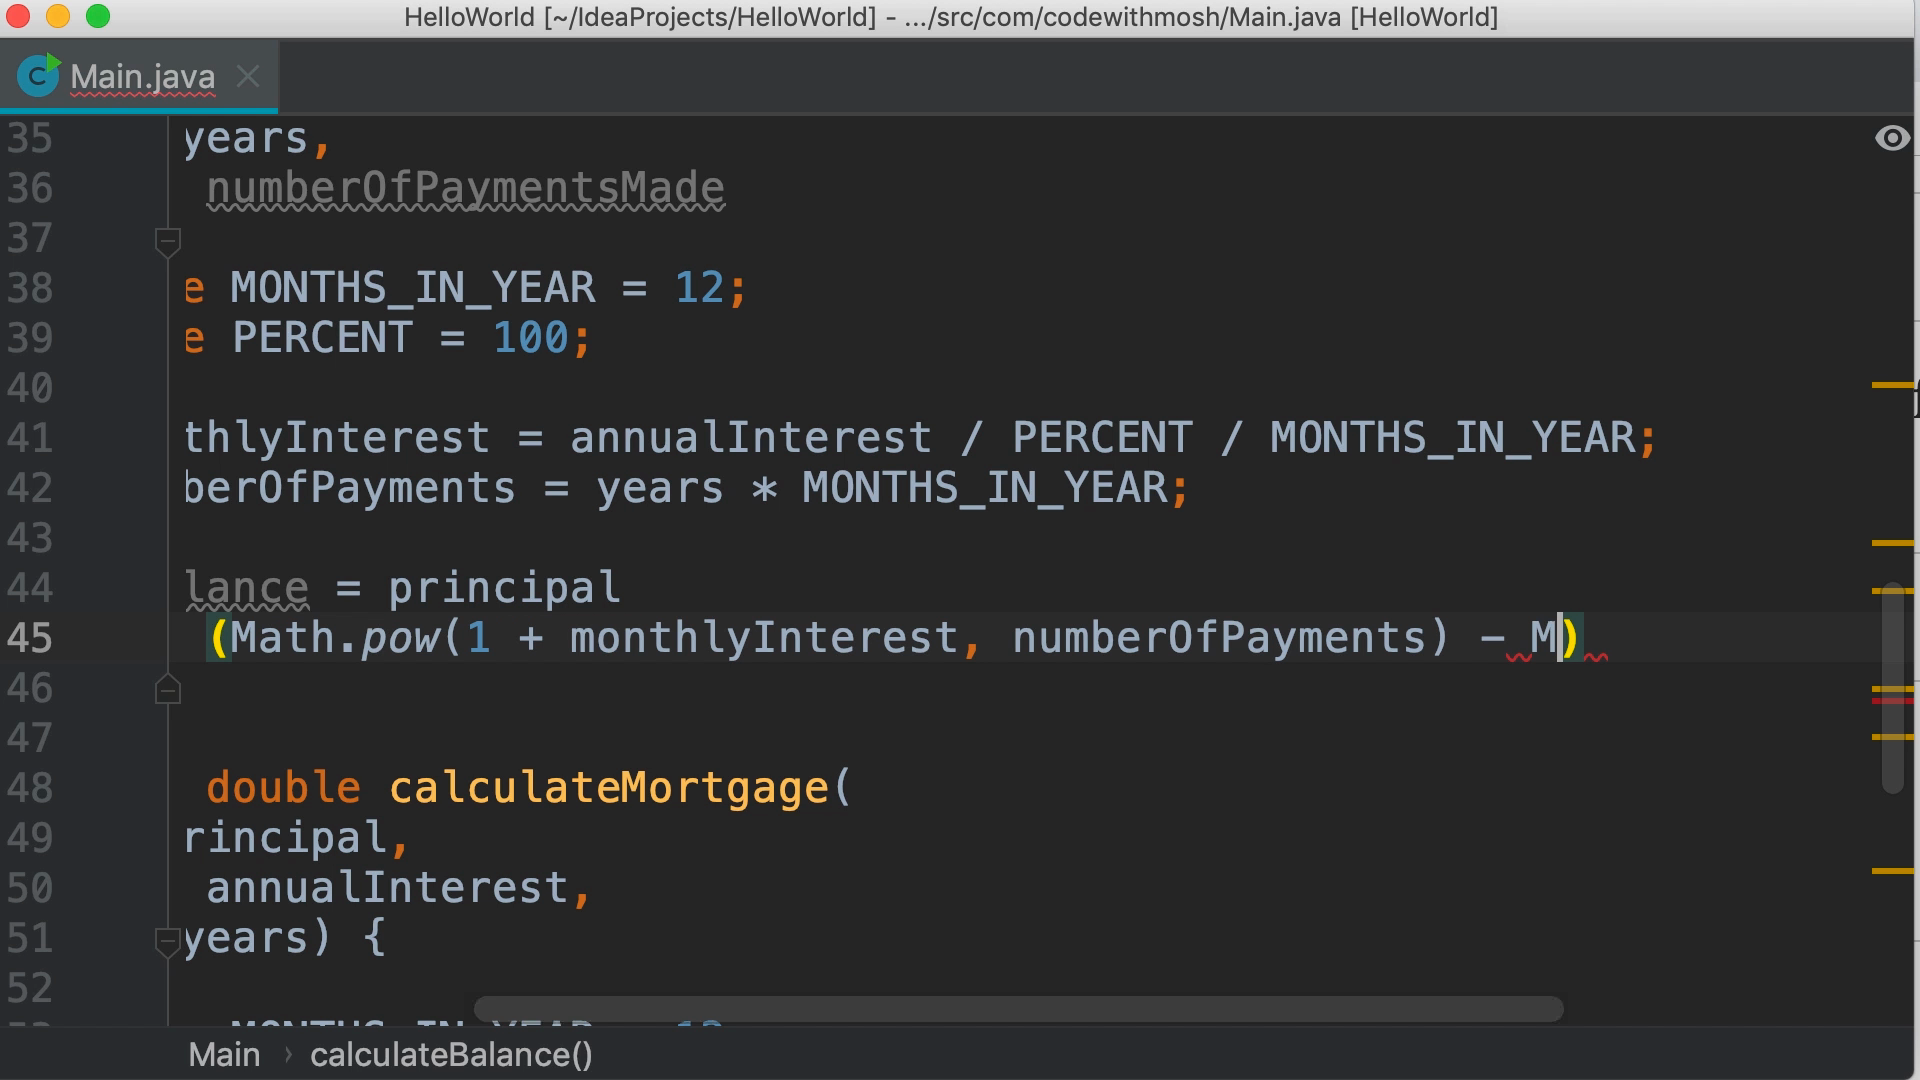 HelloWorld [~/IdeaProjects/HelloWorld] - .../src/com/codewithmosh/Main.java [HelloWorld]
Main.java
35 years,
36 numberOfPaymentsMade
37
38 e MONTHS_IN_YEAR = 12;
39 e PERCENT = 100;
40
41 thlyInterest = annualInterest / PERCENT / MONTHS_IN_YEAR;
42 berOfPayments = years * MONTHS_IN_YEAR;
43
44 lance = principal
45 (Math.pow(1 + monthlyInterest, numberOfPayments) - M)
46
47
48 double calculateMortgage(
49 rincipal,
50 annualInterest,
51 years) {
52
Main › calculateBalance()